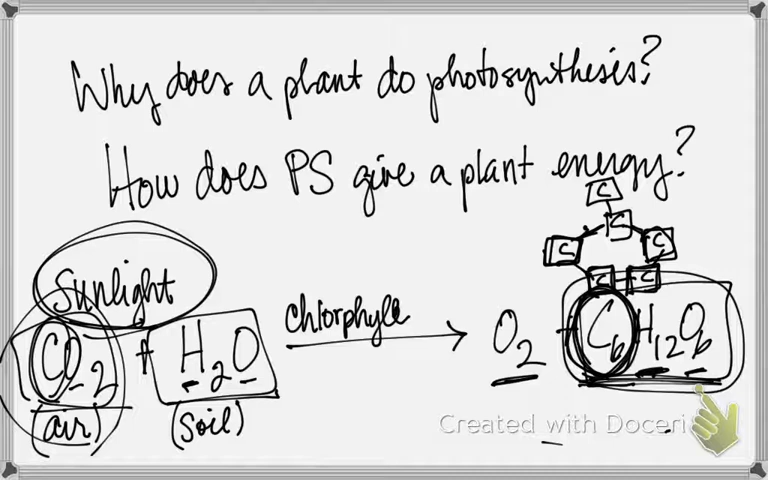 Why does a plant do photosynthesis?
How does PS give a plant energy?
C
C
C C
C C
Sunlight
CO2 + H2O Chlorphyle O2 + C6H12O6
(air) (Soil)
Created with Doceri